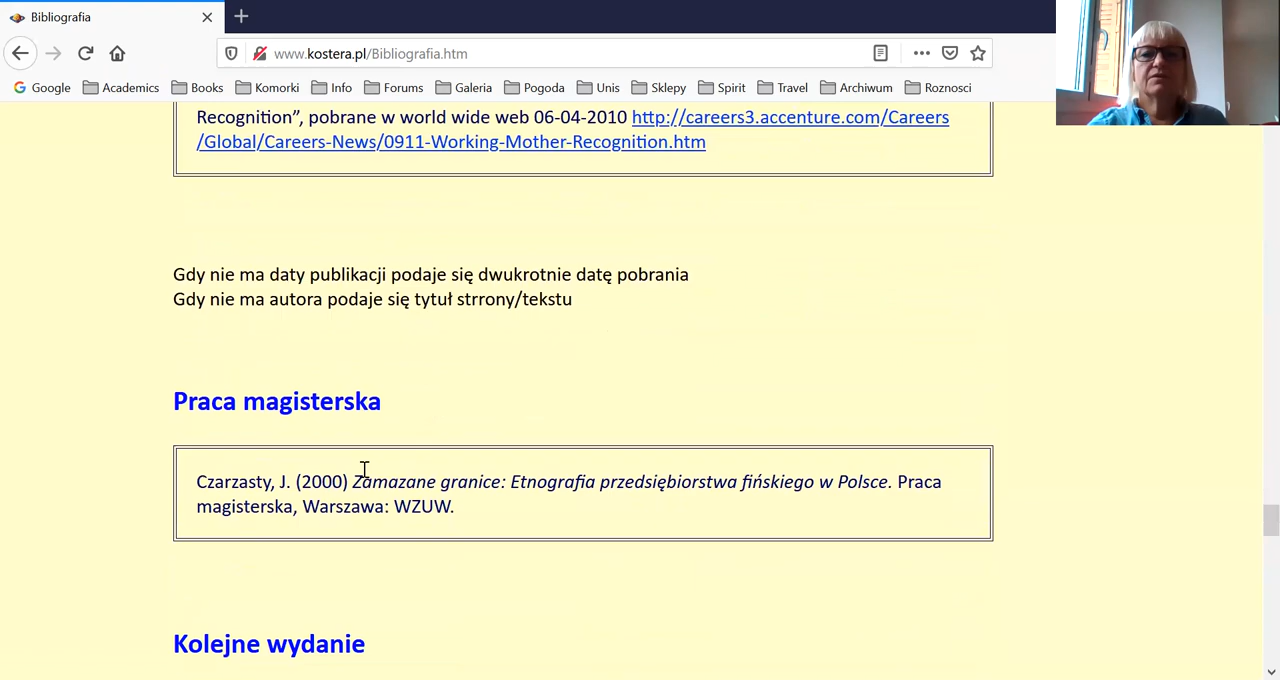 Bibliografia
www.kostera.pl/Bibliografia.htm
Google Academics Books Komorki Info Forums Galeria Pogoda Unis Sklepy Spirit Travel Archiwum Roznosci
Recognition”, pobrane w world wide web 06-04-2010 http://careers3.accenture.com/Careers
/Global/Careers-News/0911-Working-Mother-Recognition.htm
Gdy nie ma daty publikacji podaje się dwukrotnie datę pobrania
Gdy nie ma autora podaje się tytuł strrony/tekstu
Praca magisterska
Czarzasty, J. (2000) Zamazane granice: Etnografia przedsiębiorstwa fińskiego w Polsce. Praca
magisterska, Warszawa: WZUW.
Kolejne wydanie